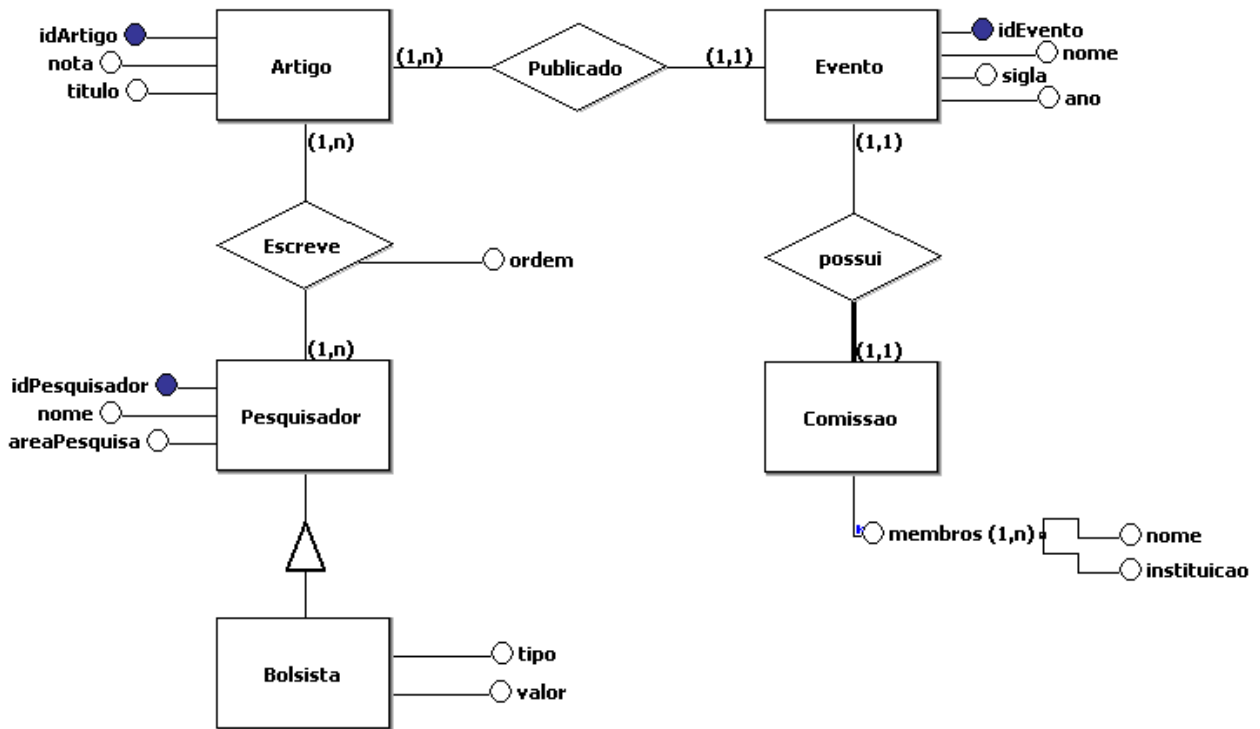 idArtigo
nota
titulo
Artigo
(1,n)
Publicado
(1,1)
Evento
idEvento
nome
sigla
ano
(1,n)
(1,1)
Escreve
ordem
possui
(1,n)
(1,1)
idPesquisador
nome
areaPesquisa
Pesquisador
Comissao
membros (1,n)
nome
instituicao
Bolsista
tipo
valor